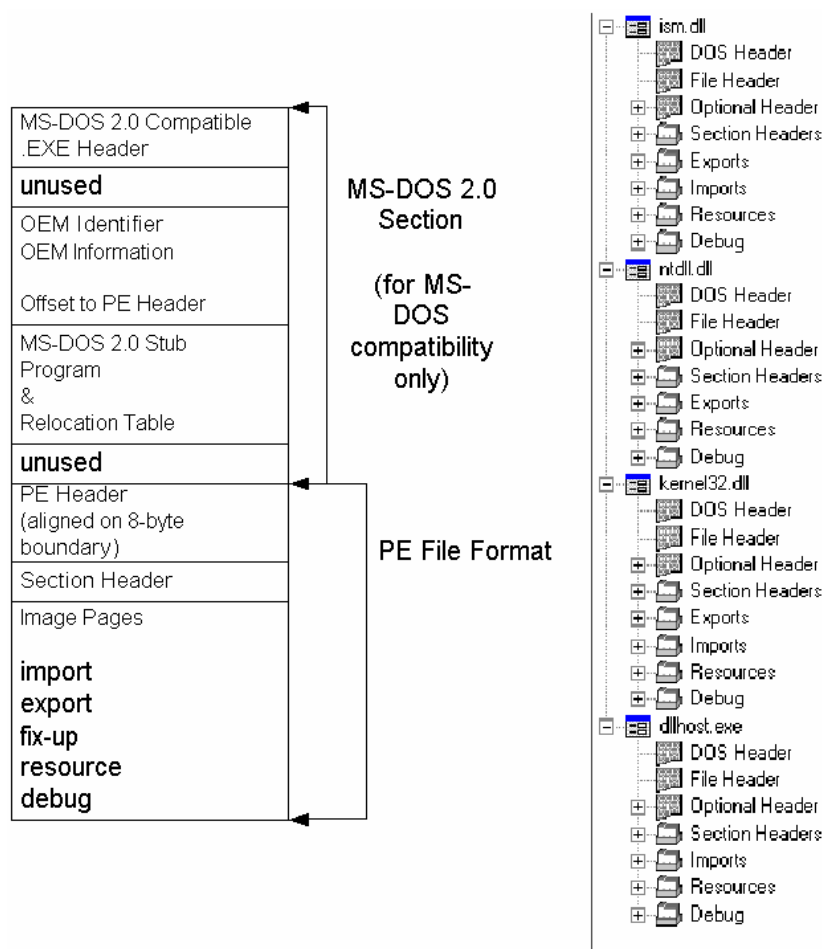 MS-DOS 2.0 Compatible
.EXE Header
unused
OEM Identifier
OEM Information
Offset to PE Header
MS-DOS 2.0 Stub
Program
&
Relocation Table
unused
PE Header
(aligned on 8-byte
boundary)
Section Header
Image Pages
import
export
fix-up
resource
debug
MS-DOS 2.0
Section
(for MS-
DOS
compatibility
only)
PE File Format
ism.dll
DOS Header
File Header
Optional Header
Section Headers
Exports
Imports
Resources
Debug
ntdll.dll
DOS Header
File Header
Optional Header
Section Headers
Exports
Resources
Debug
kernel32.dll
DOS Header
File Header
Optional Header
Section Headers
Exports
Imports
Resources
Debug
dllhost.exe
DOS Header
File Header
Optional Header
Section Headers
Imports
Resources
Debug